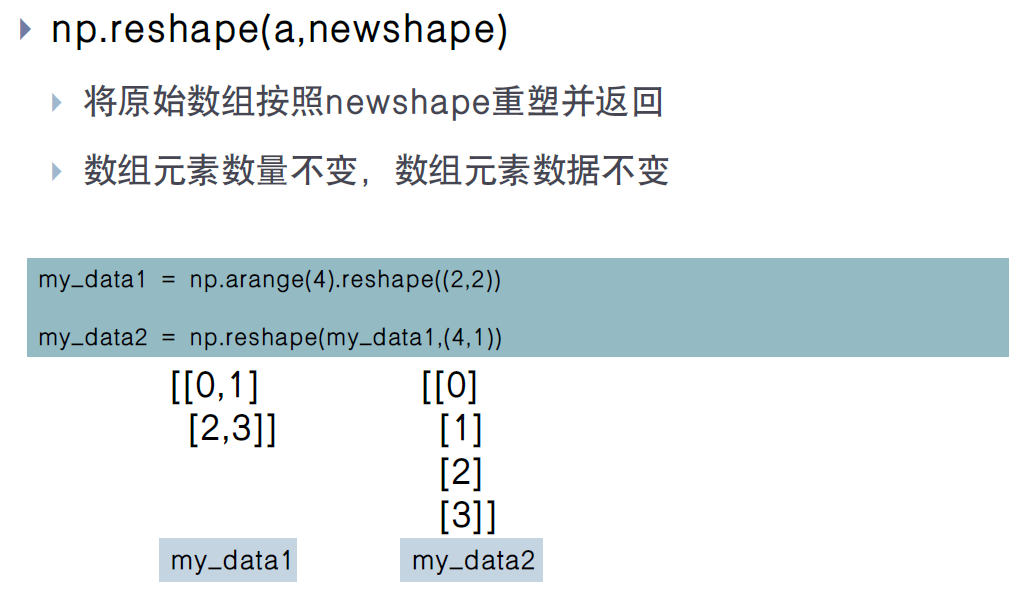 np.reshape(a,newshape)
将原始数组按照newshape重塑并返回
数组元素数量不变，数组元素数据不变
my_data1 = np.arange(4).reshape((2,2))
my_data2 = np.reshape(my_data1,(4,1))
[[0,1]
[2,3]]
[[0]
[1]
[2]
[3]]
my_data1
my_data2